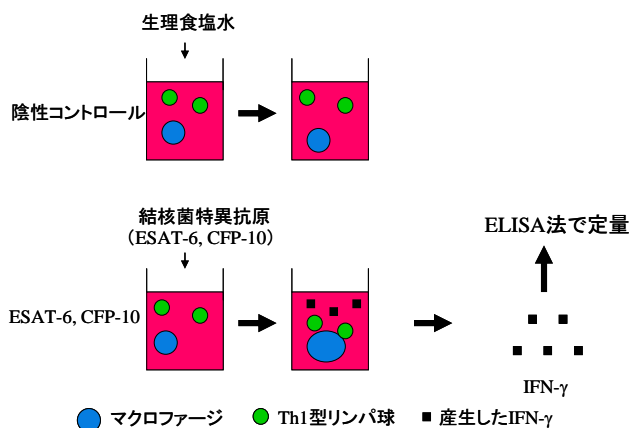 生理食塩水
陰性コントロール
結核菌特異抗原
(ESAT-6, CFP-10)
ESAT-6, CFP-10
ELISA法で定量
IFN-γ
マクロファージ
Th1型リンパ球
産生したIFN-γ